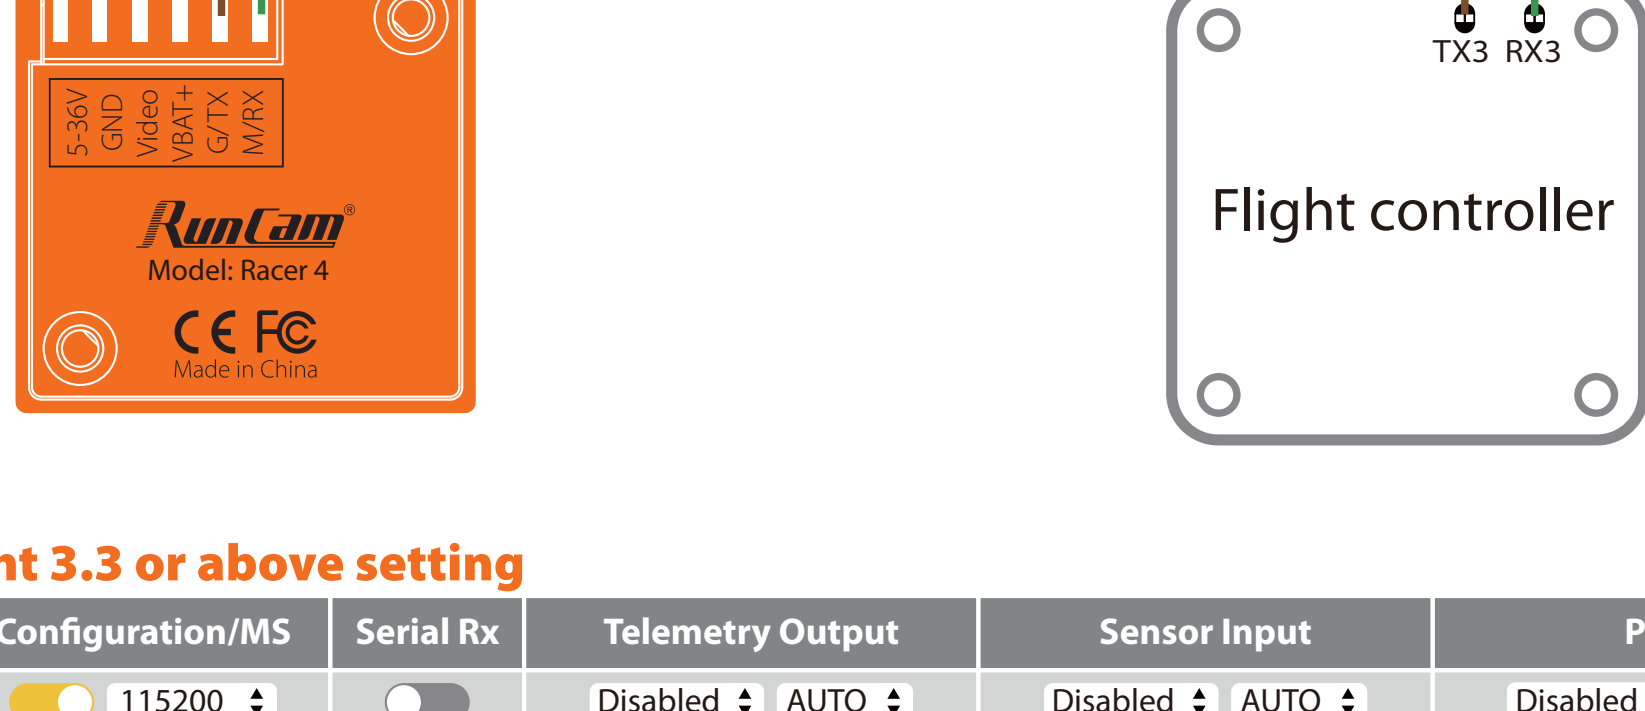 TX3 RX3
5-36V
GND
Video
VBAT+
G/TX
M/RX
RunCam®
Model: Racer 4
CE FC
Made in China
Flight controller
nt 3.3 or above setting
Configuration/MS Serial Rx Telemetry Output Sensor Input P
115200 Disabled AUTO Disabled AUTO Disabled